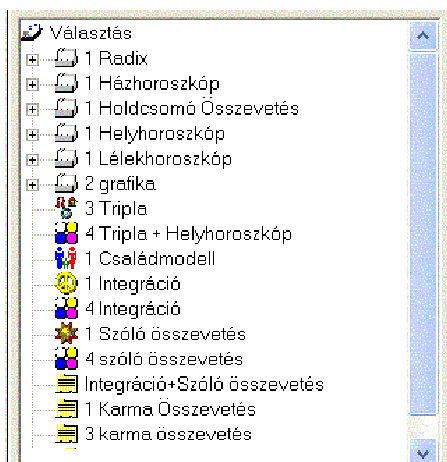 Választás
1 Radix
1 Házhoroszkóp
1 Holdcsomó Összevetés
1 Helyhoroszkóp
1 Lélekhoroszkóp
2 grafika
3 Tripla
4 Tripla + Helyhoroszkóp
1 Családmodell
1 Integráció
4 Integráció
1 Szóló összevetés
4 szóló összevetés
Integráció+Szóló összevetés
1 Karma Összevetés
3 karma összevetés